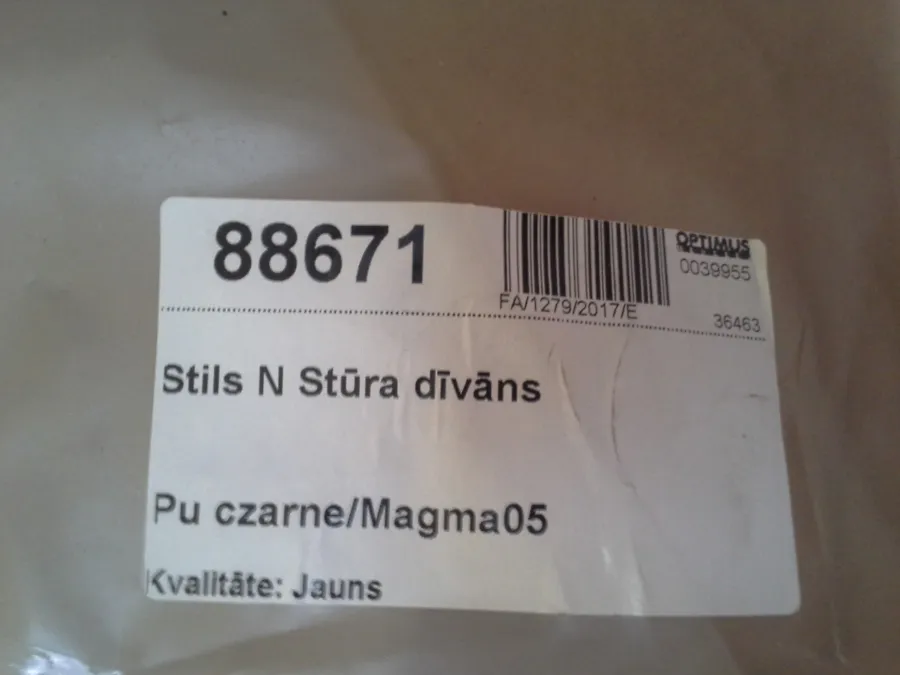 88671
OPTIMUS
0039955
FA/1279/2017/E
36463
Stils N Stūra dīvāns
Pu czarne/Magma05
Kvalitāte: Jauns